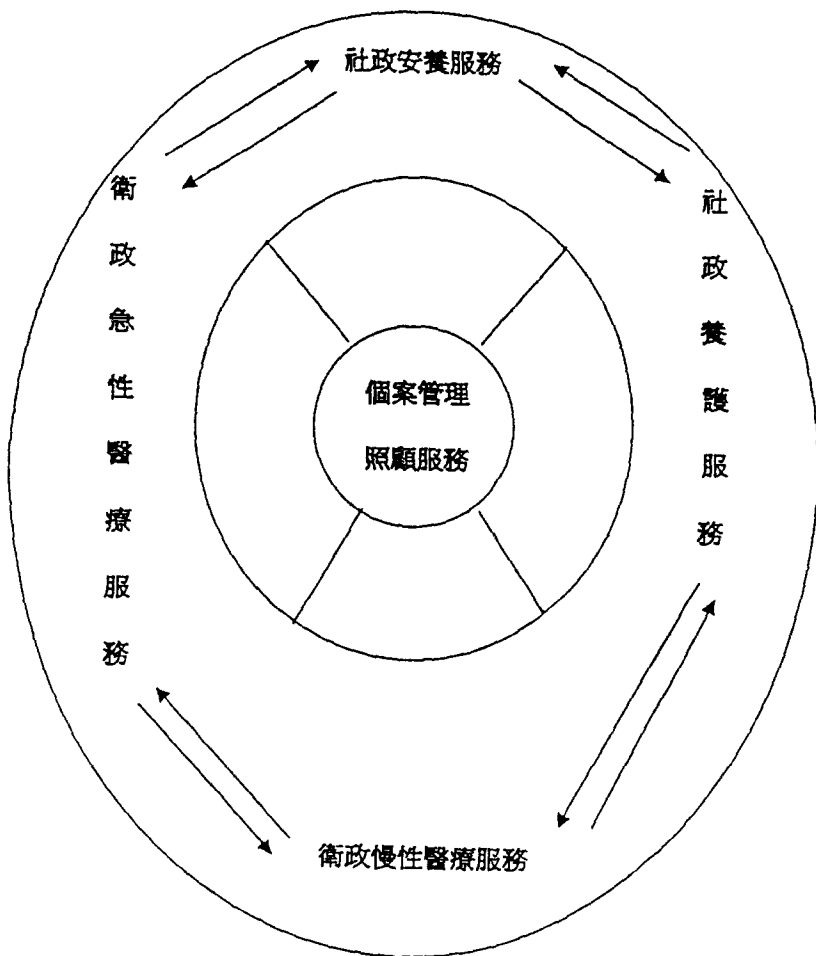 社政安養服務
衛政急性醫療服務
社政養護服務
個案管理
照顧服務
衛政慢性醫療服務